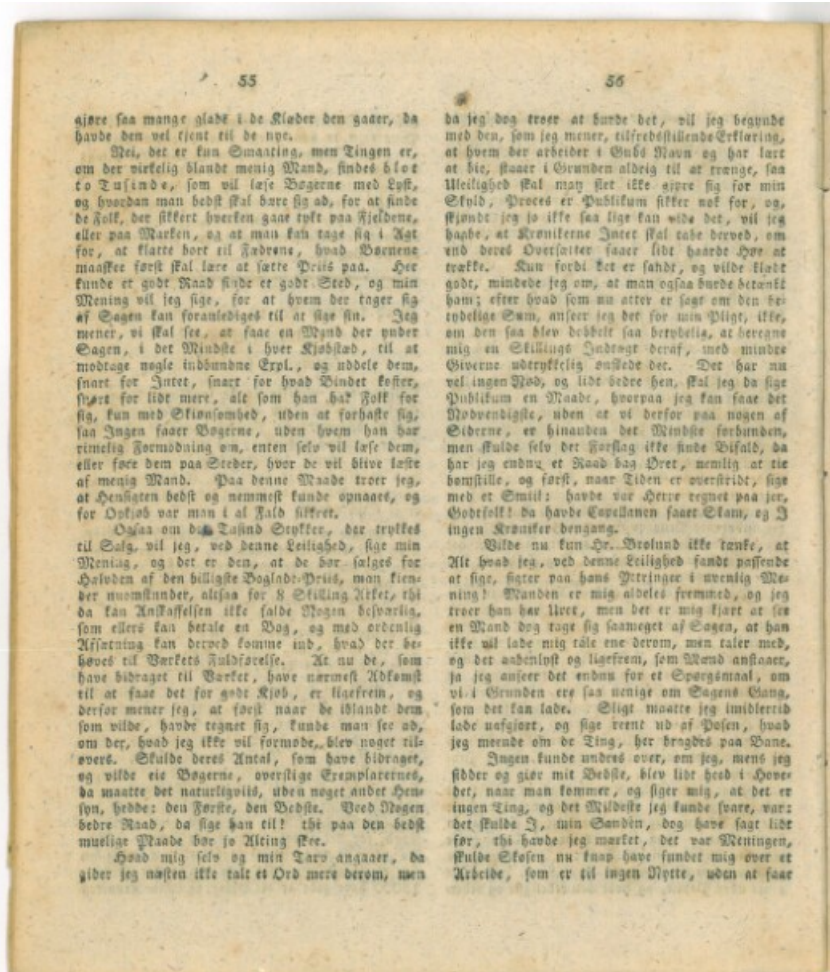 55
gjøre saa mange glade i de Klæder den gaaer, da
havde den vel tjent til de nye.
Nei, det er kun Smaating, men Tingen er,
om der virkelig blandt menig Mand, findes blot
to Tusinde, som vil læse Bøgerne med Lyst,
og hvordan man bedst skal bære sig ad, for at finde
de Folk, der sikkert hverken gaae tykt paa Fjeldene,
eller paa Marken, og at man kan tage sig i Agt
for, at klatte bort til Fædrene, hvad Børnene
maaskee først skal lære at sætte Priis paa. Her
kunde et godt Raad finde et godt Sted, og min
Mening vil jeg sige, for at hvem der tager sig
af Sagen kan foranlediges til at sige sin. Jeg
mener, vi skal see, at faae en Mand der ynder
Sagen, i det Mindste i hver Kjøbstæd, til at
modtage nogle indbundne Expl., og uddele dem,
snart for Intet, snart for hvad Bindet koster,
snart for lidt mere, alt som han har Folk for
sig, kun med Skiønsomhed, uden at forhaste sig,
saa Ingen faaer Bøgerne, uden hvem han har
rimelig Formodning om, enten selv vil læse dem,
eller føre dem paa Steder, hvor de vil blive læste
af menig Mand. Paa denne Maade troer jeg,
at Hensigten bedst og nemmest kunde opnaaes, og
for Opkjøb var man i al Fald sikkret.
Ogsaa om de Tusind Stykker, der trykkes
til Salg, vil jeg, ved denne Leilighed, sige min
Mening, og det er den, at de bør sælges for
Halvden af den billigste Boglade-Priis, man kien-
der nuomstunder, altsaa for 8 Skilling Arket, thi
da kan Anskaffelsen ikke falde Nogen besværlig,
som ellers kan betale en Bog, og med ordenlig
Afsætning kan derved komme ind, hvad der be-
høves til Værkets Fuldførelse. At nu de, som
have bidraget til Værket, have nærmest Adkomst
til at faae det for godt Kjøb, er ligefrem, og
derfor mener jeg, at først naar de iblandt dem
som vilde, havde tegnet sig, kunde man see ad,
om der, hvad jeg ikke vil formode, blev noget til-
overs. Skulde deres Antal, som have bidraget,
og vilde eie Bøgerne, overstige Exemplarernes,
da maatte det naturligviis, uden noget andet Hen-
syn, hedde: den Første, den Bedste. Veed Nogen
bedre Raad, da sige han til! thi paa den bedst
muelige Maade bør jo Alting skee.
Hvad mig selv og min Tarv angaaer, da
gider jeg næsten ikke talt et Ord mere derom, men
56
da jeg dog troer at burde det, vil jeg begynde
med den, som jeg mener, tilfredsstillende Erklæring,
at hvem der arbeider i Guds Navn og har lært
at bie, staaer i Grunden aldrig til at trænge, saa
Uleilighed skal man slet ikke gjøre sig for min
Skyld, Proces er Publikum sikker nok for, og,
skjøndt jeg jo ikke saa lige kan vide det, vil jeg
haabe, at Krønikerne Intet skal tabe derved, om
end deres Oversætter faaer lidt haardt Hør at
trække. Kun fordi det er sandt, og vilde klædt
godt, mindede jeg om, at man ogsaa burde betænkt
ham; efter hvad som nu atter er sagt om den be-
tydelige Sum, anseer jeg det for min Pligt, ikke,
om den saa blev dobbelt saa betydelig, at beregne
mig en Skillings Indtægt deraf, med mindre
Giverne udtrykkelig ønskede det. Det har nu
vel ingen Nød, og lidt bedre hen, skal jeg da sige
Publikum en Maade, hvorpaa jeg kan faae det
Nødvendigste, uden at vi derfor paa nogen af
Siderne, er hinanden det Mindste forbunden,
men skulde selv det Forslag ikke finde Bifald, da
har jeg endnu et Raad bag Øret, nemlig at tie
bomstille, og først, naar Tiden er overstridt, sige
med et Smiil: havde vor Herre regnet paa jer,
Godtfolk! da havde Capellanen faaet Skam, og I
ingen Krøniker dengang.
Vilde nu kun Hr. Brolund ikke tænke, at
Alt hvad jeg, ved denne Leilighed fandt passende
at sige, sigter paa hans Yttringer i uvenlig Me-
ning! Manden er mig aldeles fremmed, og jeg
troer han har Uret, men det er mig kjært at see
en Mand dog tage sig saameget af Sagen, at han
ikke vil lade mig tale ene derom, men taler med,
og det aabenlyst og ligefrem, som Mænd anstaaer,
ja jeg anseer det endnu for et Spørgsmaal, om
vi i Grunden ere saa uenige om Sagens Gang,
som det kan lade. Sligt maatte jeg imidlertid
lade uafgjort, og sige reent ud af Posen, hvad
jeg meende om de Ting, her bragdes paa Bane.
Ingen kunde undres over, om jeg, mens jeg
sidder og giør mit Bedste, blev lidt heed i Hove-
det, naar man kommer, og siger mig, at det er
ingen Ting, og det Mildeste jeg kunde svare, var:
det skulde I, min Sandén, dog have sagt lidt
før, thi havde jeg mærket, det var Meningen,
skulde Skosen nu knap have fundet mig over et
Arbeide, som er til ingen Nytte, uden at faae